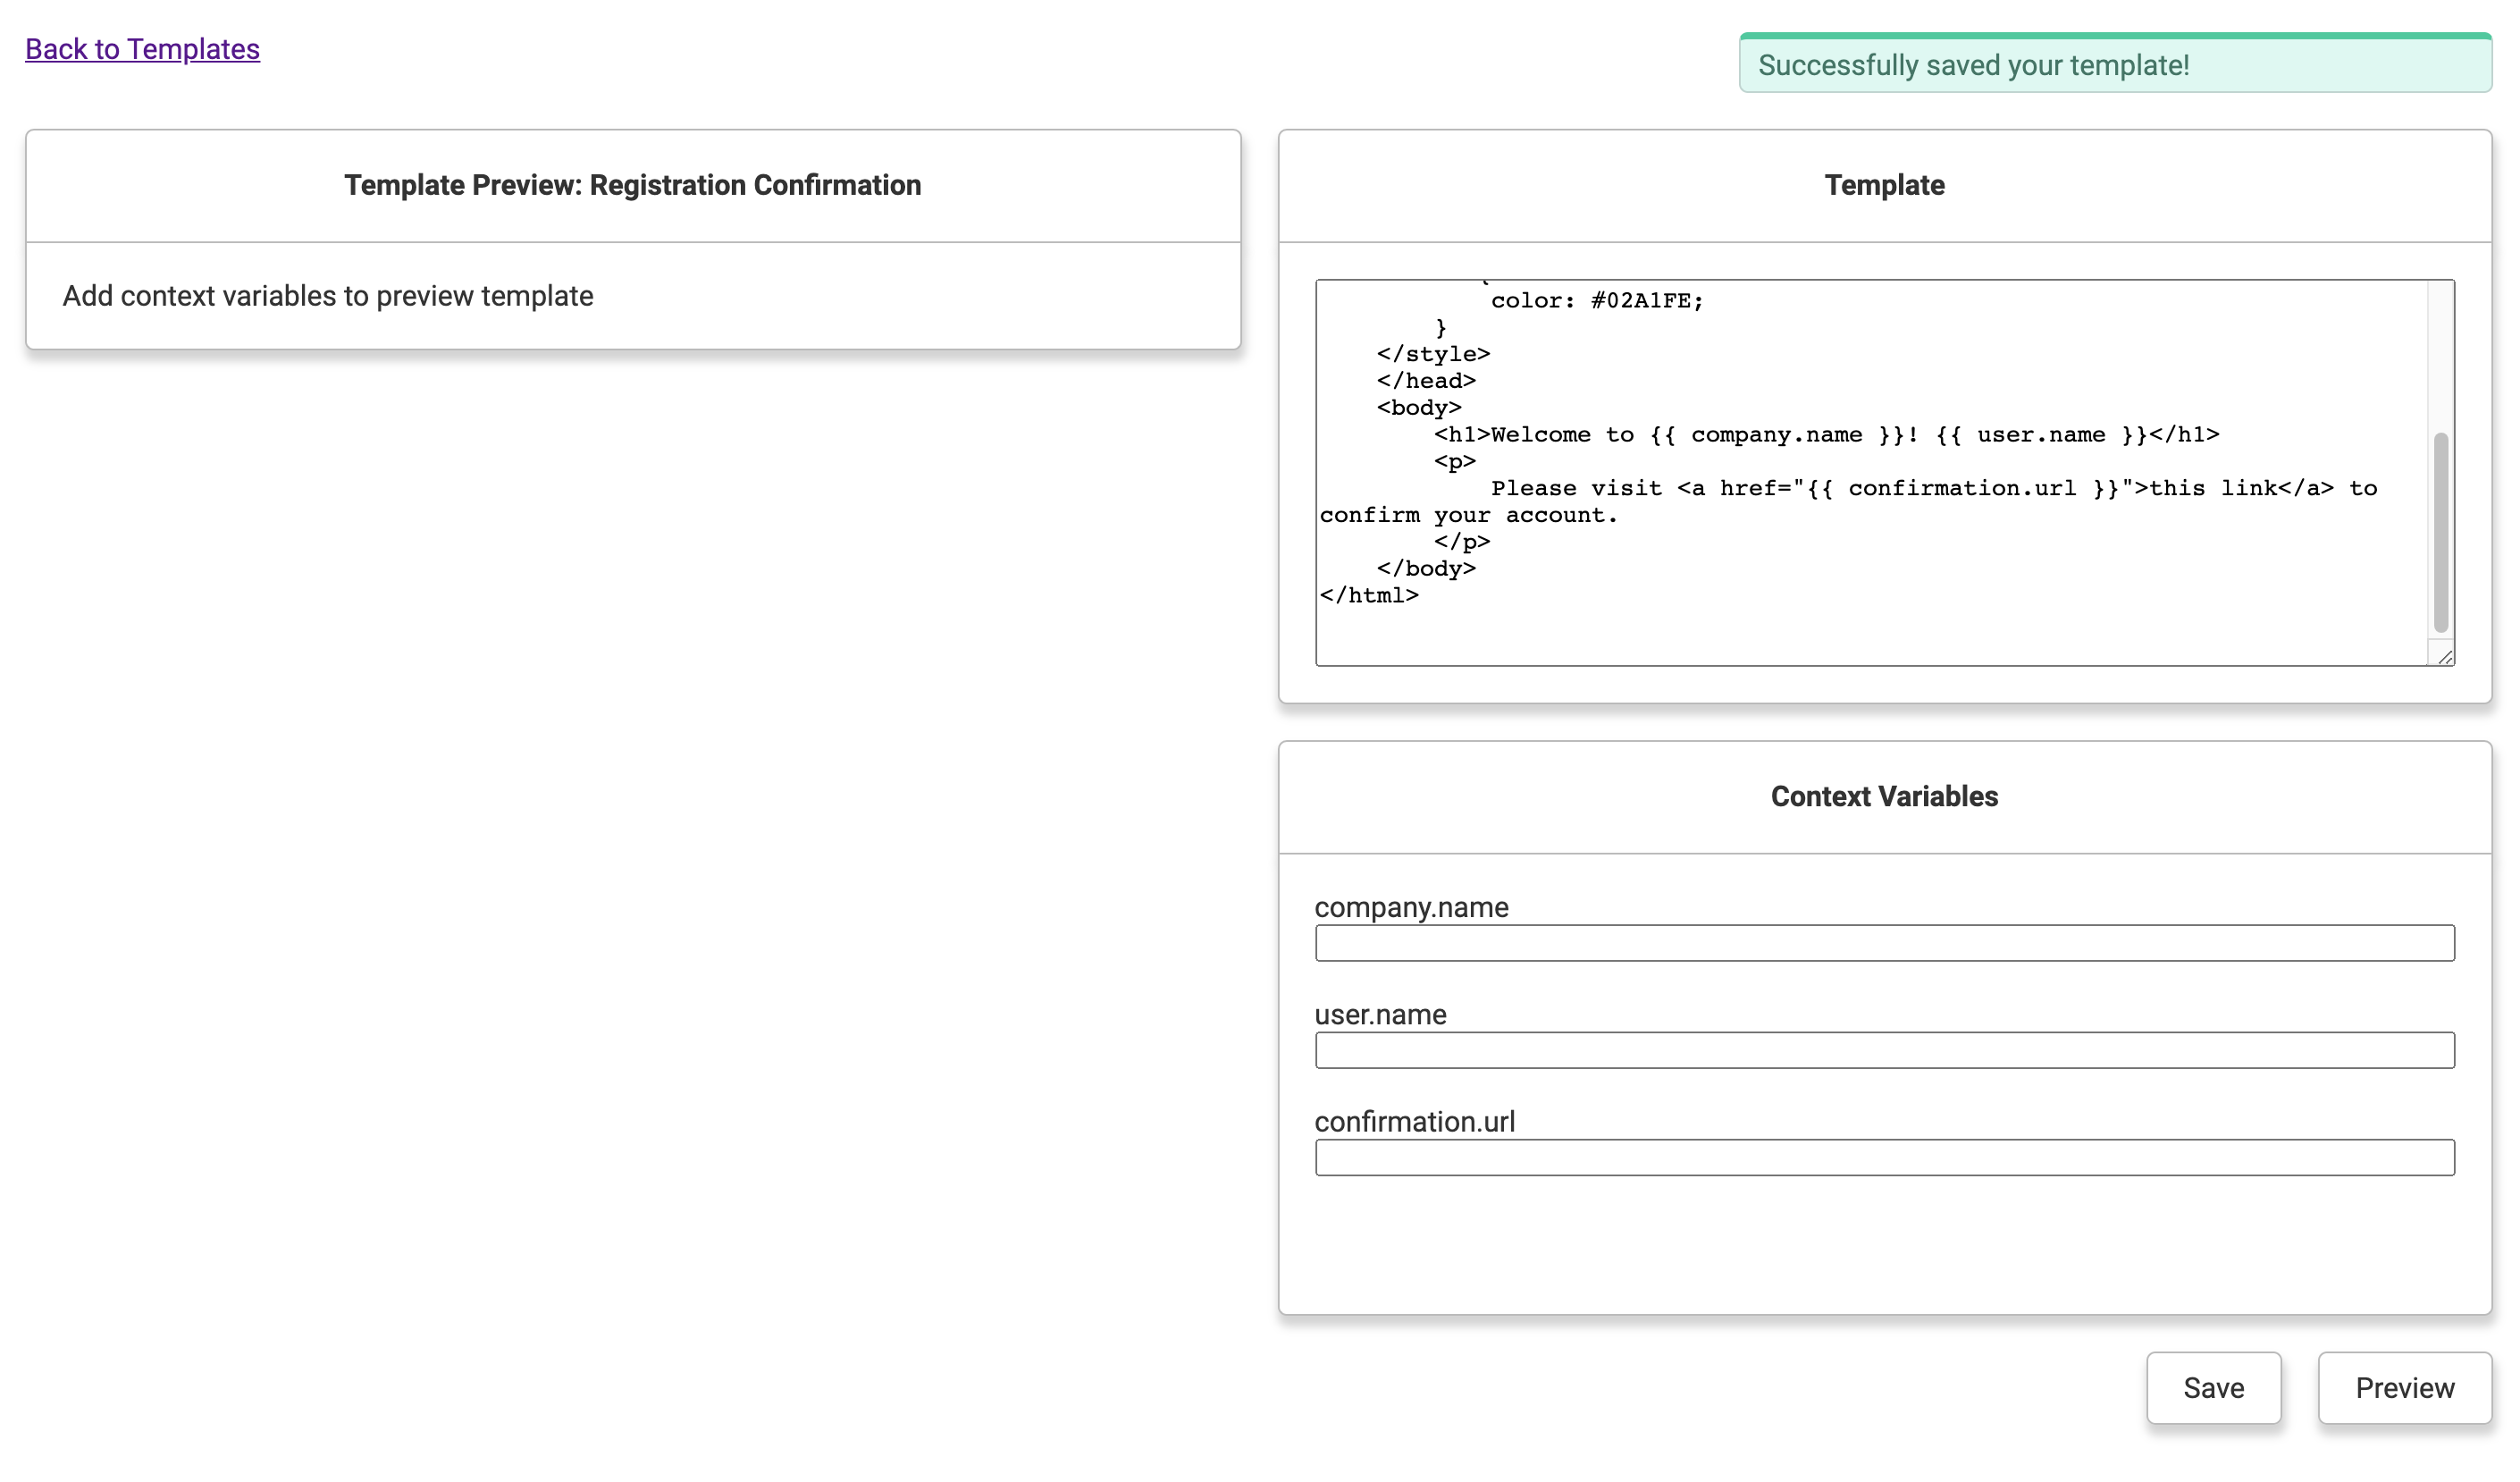 Back to Templates
Successfully saved your template!
Template Preview: Registration Confirmation
Add context variables to preview template
Template
color: #02A1FE;
}
</style>
</head>
<body>
<h1>Welcome to {{ company.name }}! {{ user.name }}</h1>
<p>
Please visit <a href="{{ confirmation.url }}">this link</a> to
confirm your account.
</p>
</body>
</html>
Context Variables
company.name
user.name
confirmation.url
Save
Preview